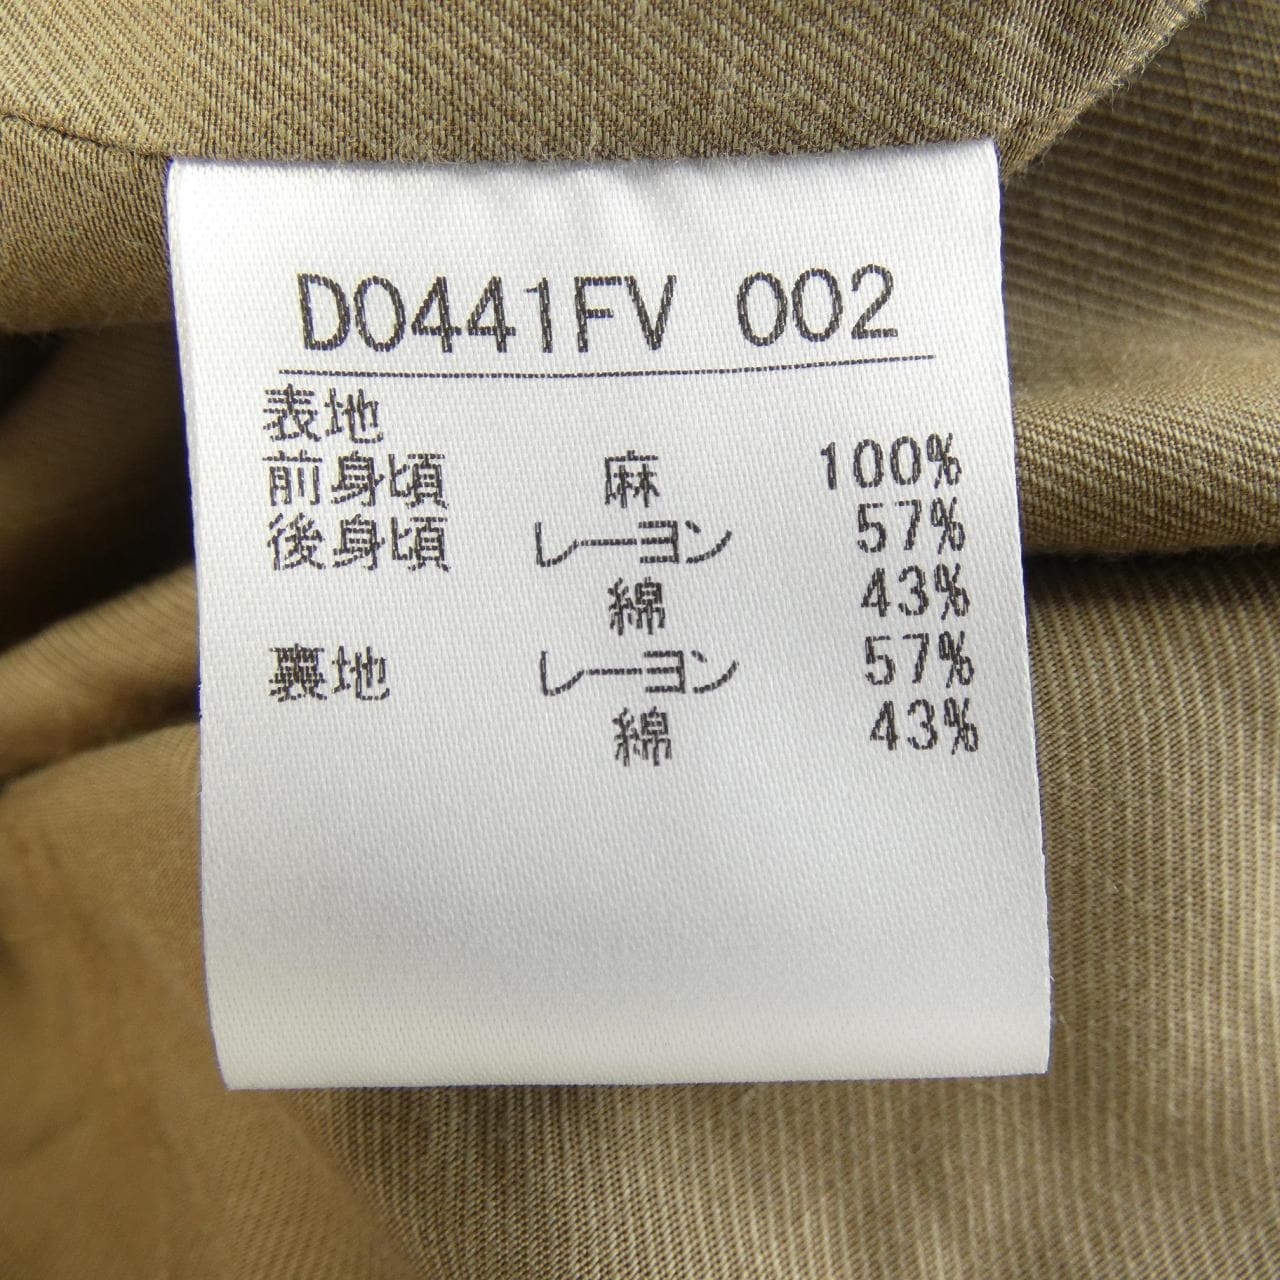 D0441FV 002
表地
前身頃 麻 100%
後身頃 レーヨン 57%
綿 43%
裏地 レーヨン 57%
綿 43%